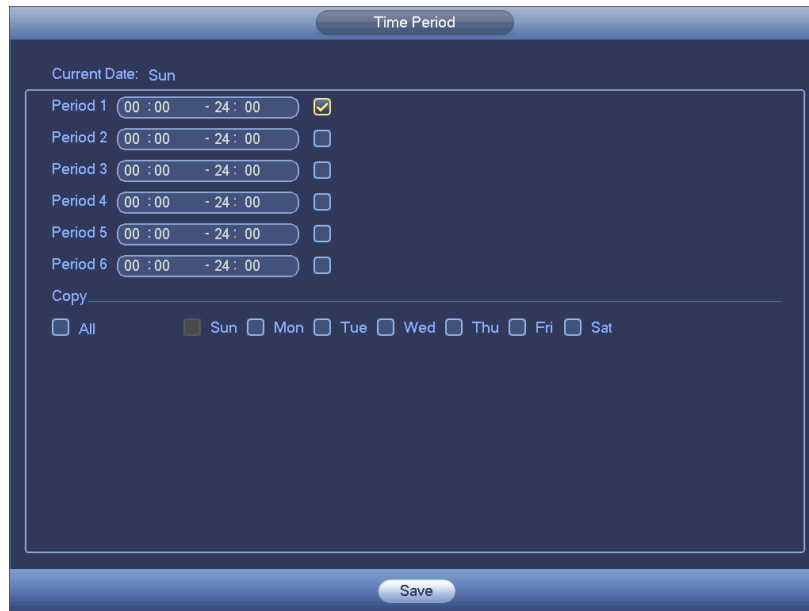 Time Period
Current Date: Sun
Period 1 00 :00 - 24 : 00
Period 2 00 :00 - 24 : 00
Period 3 00 :00 - 24 : 00
Period 4 00 :00 - 24 : 00
Period 5 00 :00 - 24 : 00
Period 6 00 :00 - 24 : 00
Copy
All Sun Mon Tue Wed Thu Fri Sat
Save